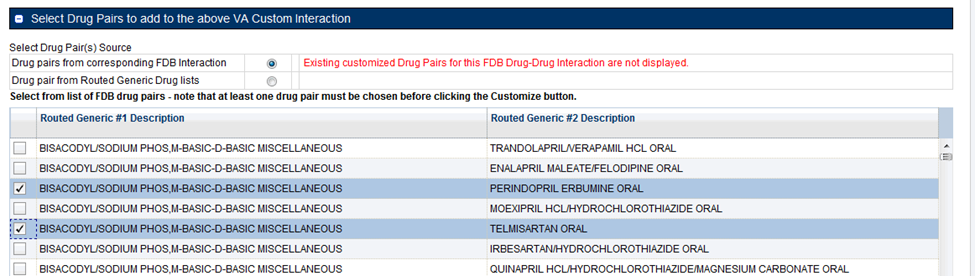 Select Drug Pairs to add to the above VA Custom Interaction
Select Drug Pair(s) Source
Drug pairs from corresponding FDB Interaction Existing customized Drug Pairs for this FDB Drug-Drug Interaction are not displayed.
Drug pair from Routed Generic Drug lists
Select from list of FDB drug pairs - note that at least one drug pair must be chosen before clicking the Customize button.
Routed Generic #1 Description Routed Generic #2 Description
BISACODYL/SODIUM PHOS,M-BASIC-D-BASIC MISCELLANEOUS TRANDOLAPRIL/VERAPAMIL HCL ORAL
BISACODYL/SODIUM PHOS,M-BASIC-D-BASIC MISCELLANEOUS ENALAPRIL MALEATE/FELODIPINE ORAL
BISACODYL/SODIUM PHOS,M-BASIC-D-BASIC MISCELLANEOUS PERINDOPRIL ERBUMINE ORAL
BISACODYL/SODIUM PHOS,M-BASIC-D-BASIC MISCELLANEOUS MOEXIPRIL HCL/HYDROCHLOROTHIAZIDE ORAL
BISACODYL/SODIUM PHOS,M-BASIC-D-BASIC MISCELLANEOUS TELMISARTAN ORAL
BISACODYL/SODIUM PHOS,M-BASIC-D-BASIC MISCELLANEOUS IRBESARTAN/HYDROCHLOROTHIAZIDE ORAL
BISACODYL/SODIUM PHOS,M-BASIC-D-BASIC MISCELLANEOUS QUINAPRIL HCL/HYDROCHLOROTHIAZIDE/MAGNESIUM CARBONATE ORAL